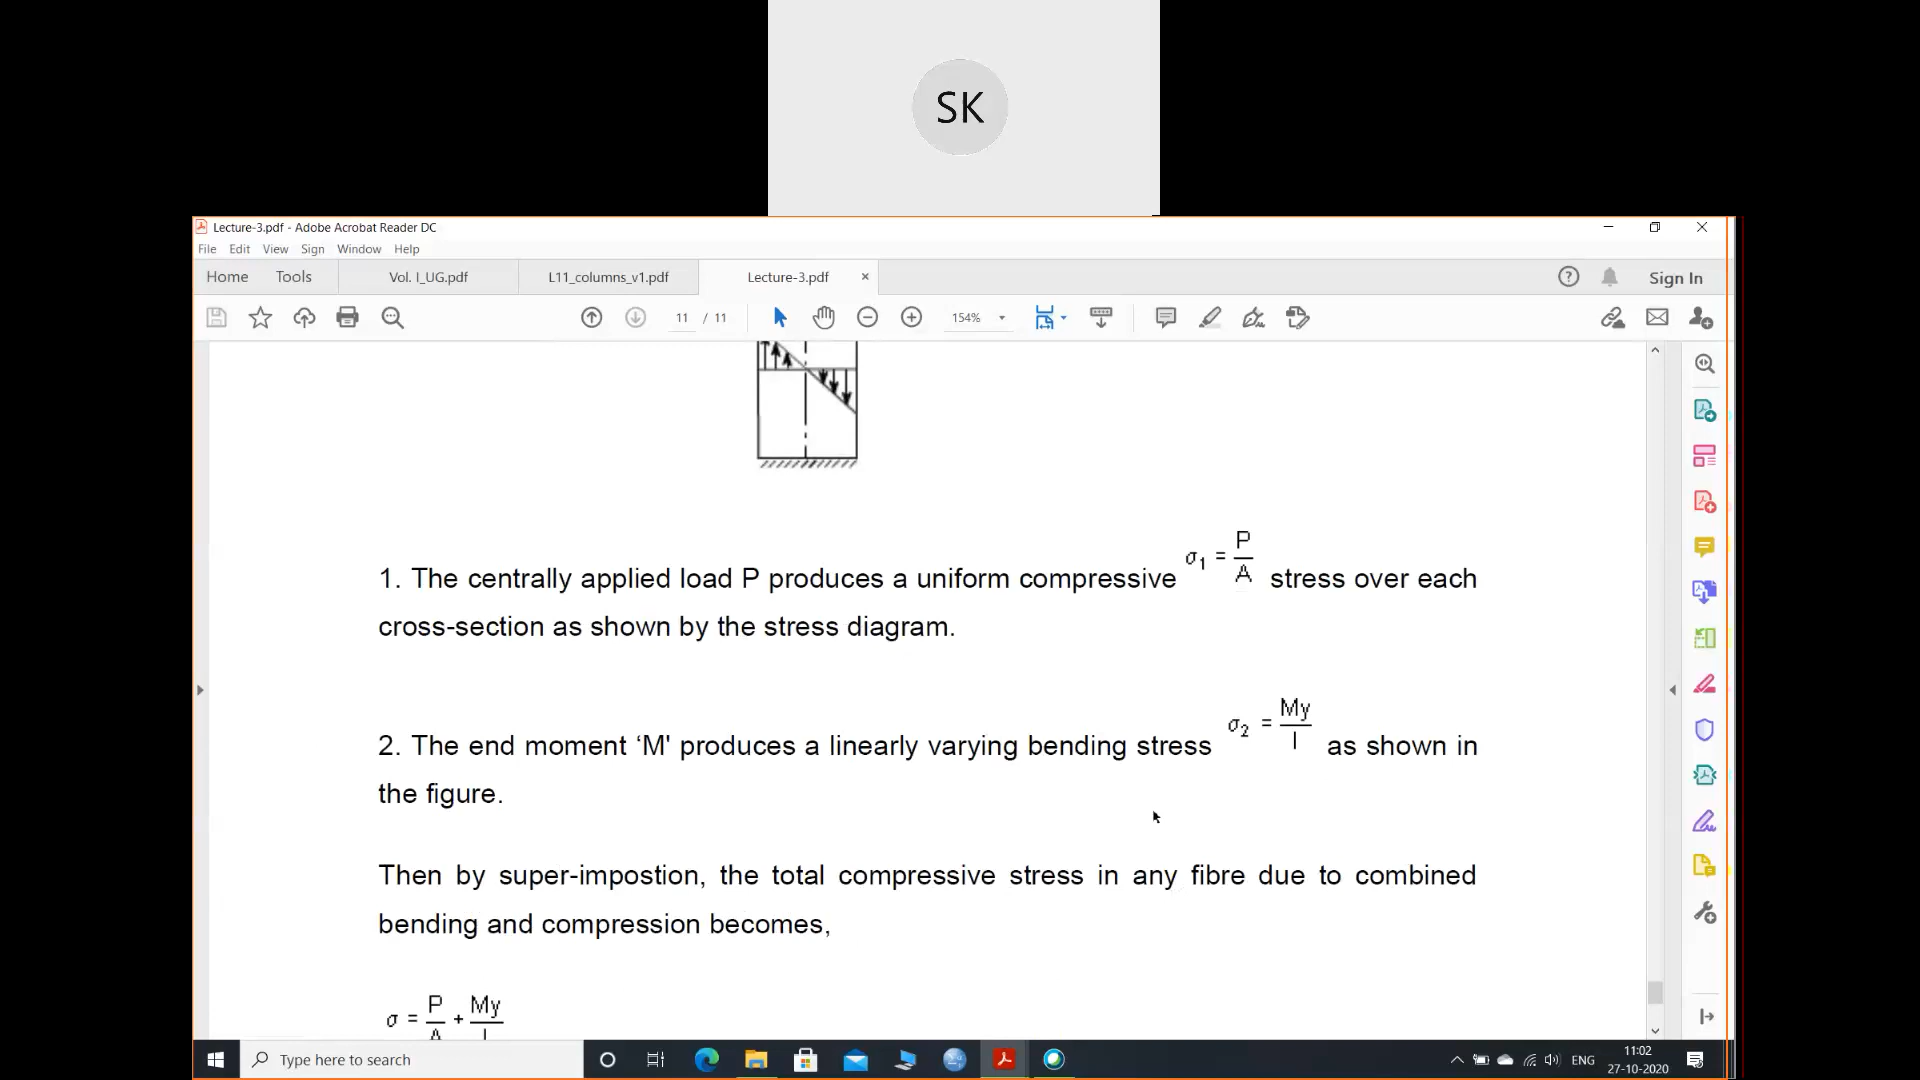 SK
Lecture-3.pdf - Adobe Acrobat Reader DC
File Edit View Sign Window Help
Home Tools Vol. I_UG.pdf L11_columns_v1.pdf Lecture-3.pdf × Sign In
11 / 11 154%
1. The centrally applied load P produces a uniform compressive σ₁ = P/A stress over each
cross-section as shown by the stress diagram.
2. The end moment ‘M' produces a linearly varying bending stress σ₂ = My/I as shown in
the figure.
Then by super-impostion, the total compressive stress in any fibre due to combined
bending and compression becomes,
σ = P/A + My/I
Type here to search
ENG
11:02
27-10-2020